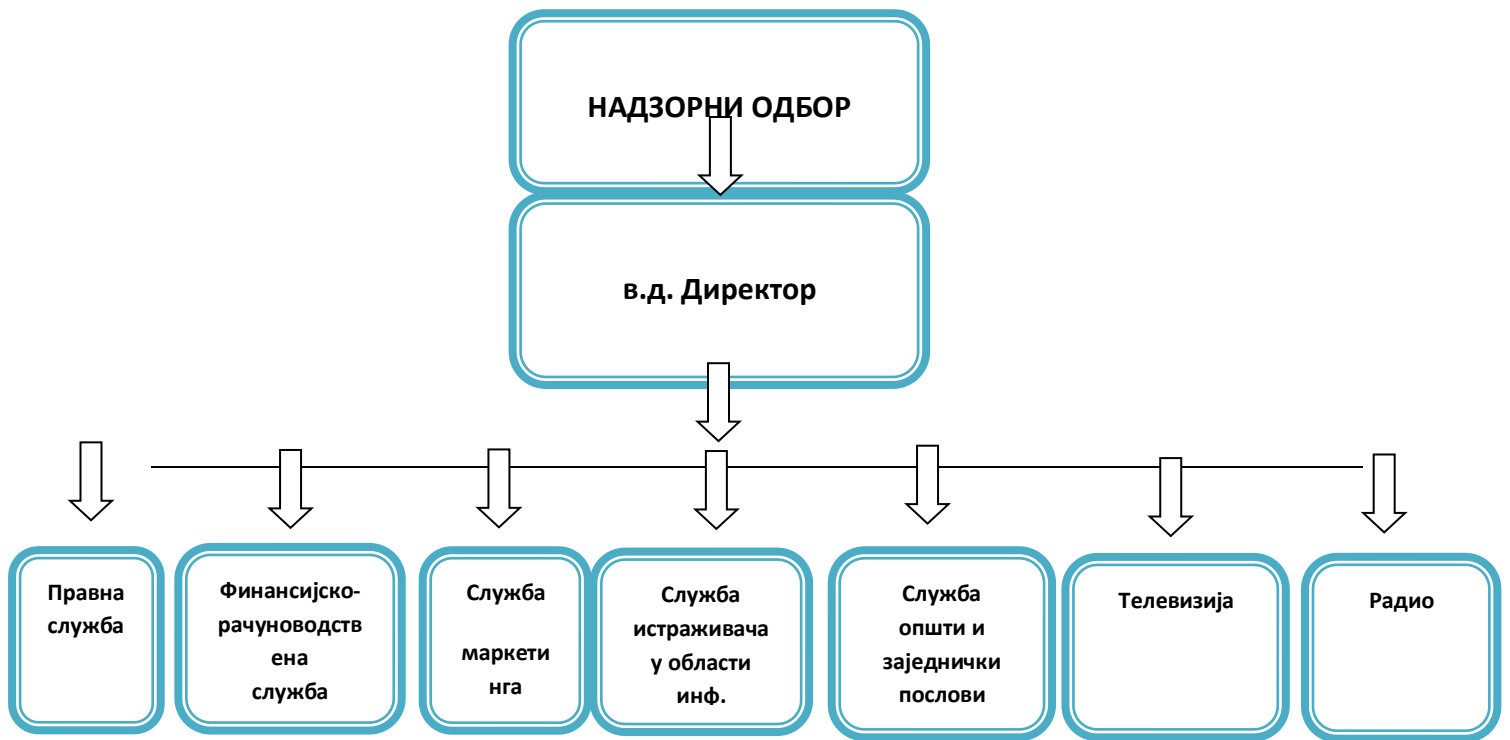 НАДЗОРНИ ОДБОР
в.д. Директор
Правна
служба
Финансијско-
рачуноводств
ена
служба
Служба
маркети
нга
Служба
истраживача
у области
инф.
Служба
општи и
заједнички
послови
Телевизија
Радио